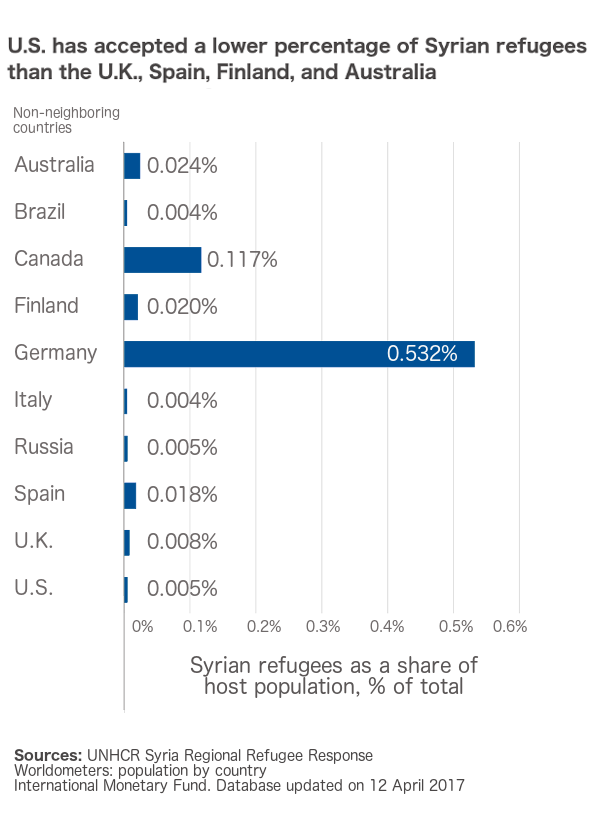 U.S. has accepted a lower percentage of Syrian refugees
than the U.K., Spain, Finland, and Australia
Non-neighboring
countries
Australia 0.024%
Brazil 0.004%
Canada 0.117%
Finland 0.020%
Germany 0.532%
Italy 0.004%
Russia 0.005%
Spain 0.018%
U.K. 0.008%
U.S. 0.005%
0% 0.1% 0.2% 0.3% 0.4% 0.5% 0.6%
Syrian refugees as a share of
host population, % of total
Sources: UNHCR Syria Regional Refugee Response
Worldometers: population by country
International Monetary Fund. Database updated on 12 April 2017